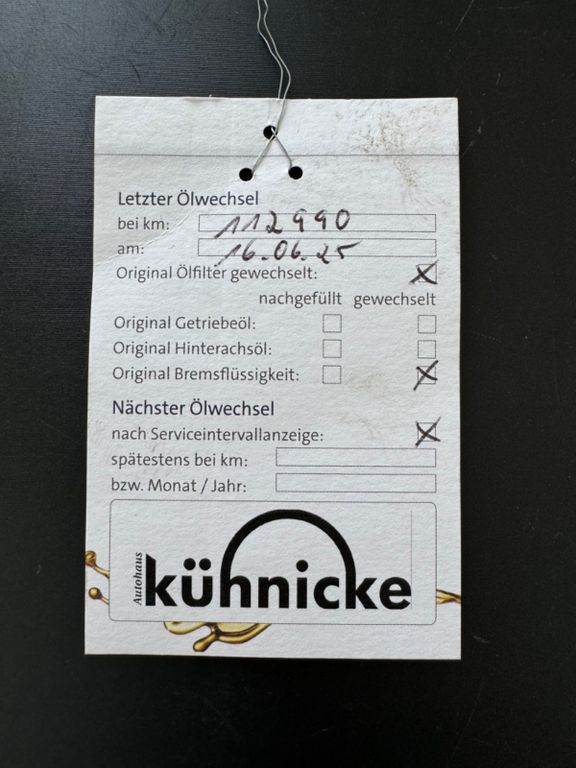 Letzter Ölwechsel
bei km: 112990
am: 16.06.25
Original Ölfilter gewechselt: X
nachgefüllt gewechselt
Original Getriebeöl:
Original Hinterachsöl:
Original Bremsflüssigkeit: X
Nächster Ölwechsel
nach Serviceintervallanzeige: X
spätestens bei km:
bzw. Monat / Jahr:
Autohaus
kühnicke